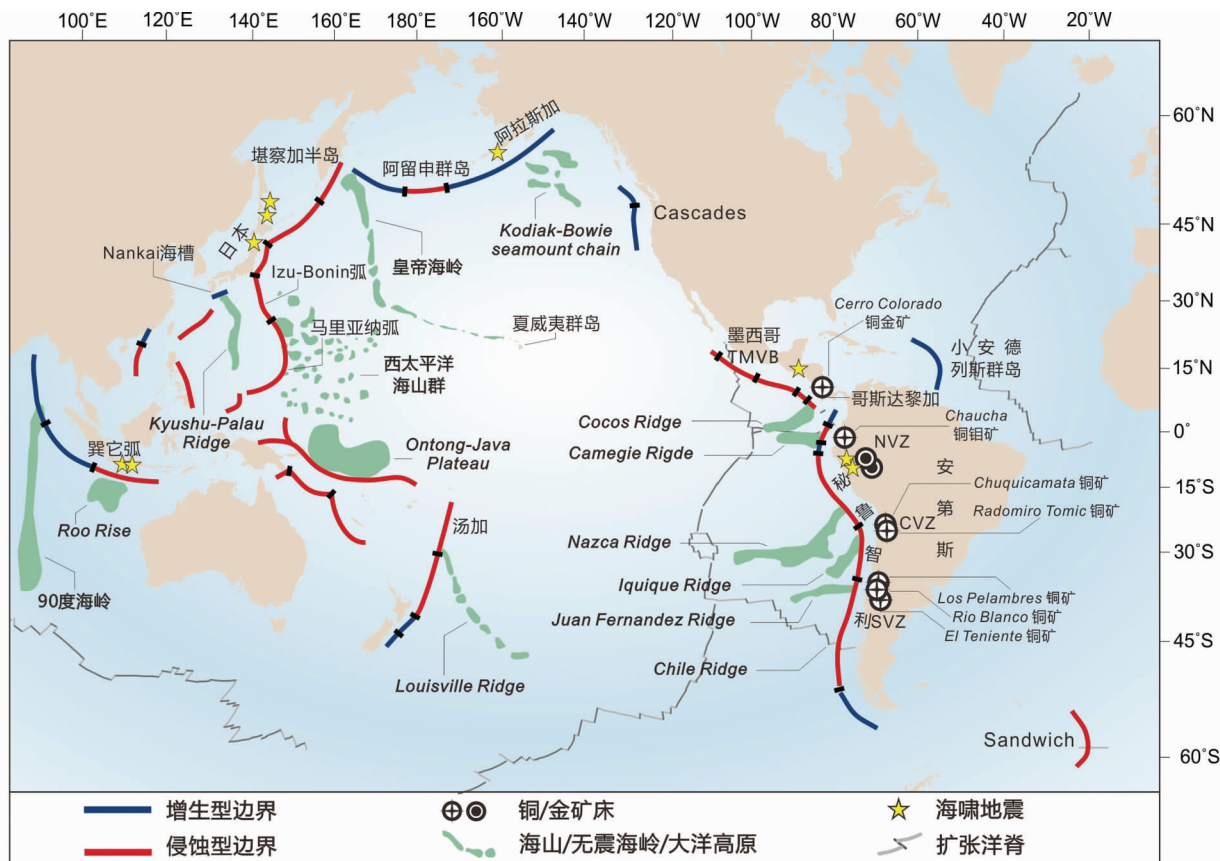 100°E 120°E 140°E 160°E 180°E 160°W 120°W 100°W 80°W 60°W 40°W 20°W
60°N
45°N
30°N
15°N
0°
15°S
30°S
45°S
60°S
堪察加半岛
阿留申群岛
阿拉斯加
Cascades
Kodiak-Bowie
seamount chain
日本
Nankai海槽
Izu-Bonin弧
皇帝海岭
夏威夷群岛
马里亚纳弧
西太平洋
海山群
Kyushu-Palau
Ridge
Ontong-Java
Plateau
巽它弧
Roo Rise
90度海岭
汤加
Louisville Ridge
墨西哥
TMVB
Cerro Colorado
铜金矿
小安德
列斯群岛
哥斯达黎加
Cocos Ridge
Camegie Rigde
Chaucha
铜钼矿
NVZ
秘鲁
安第斯
Chuquicamata 铜矿
CVZ
Radomiro Tomic 铜矿
Nazca Ridge
智利
Iquique Ridge
Los Pelambres 铜矿
Rio Blanco 铜矿
SVZ
El Teniente 铜矿
Juan Fernandez Ridge
Chile Ridge
Sandwich
增生型边界
铜/金矿床
海啸地震
侵蚀型边界
海山/无震海岭/大洋高原
扩张洋脊